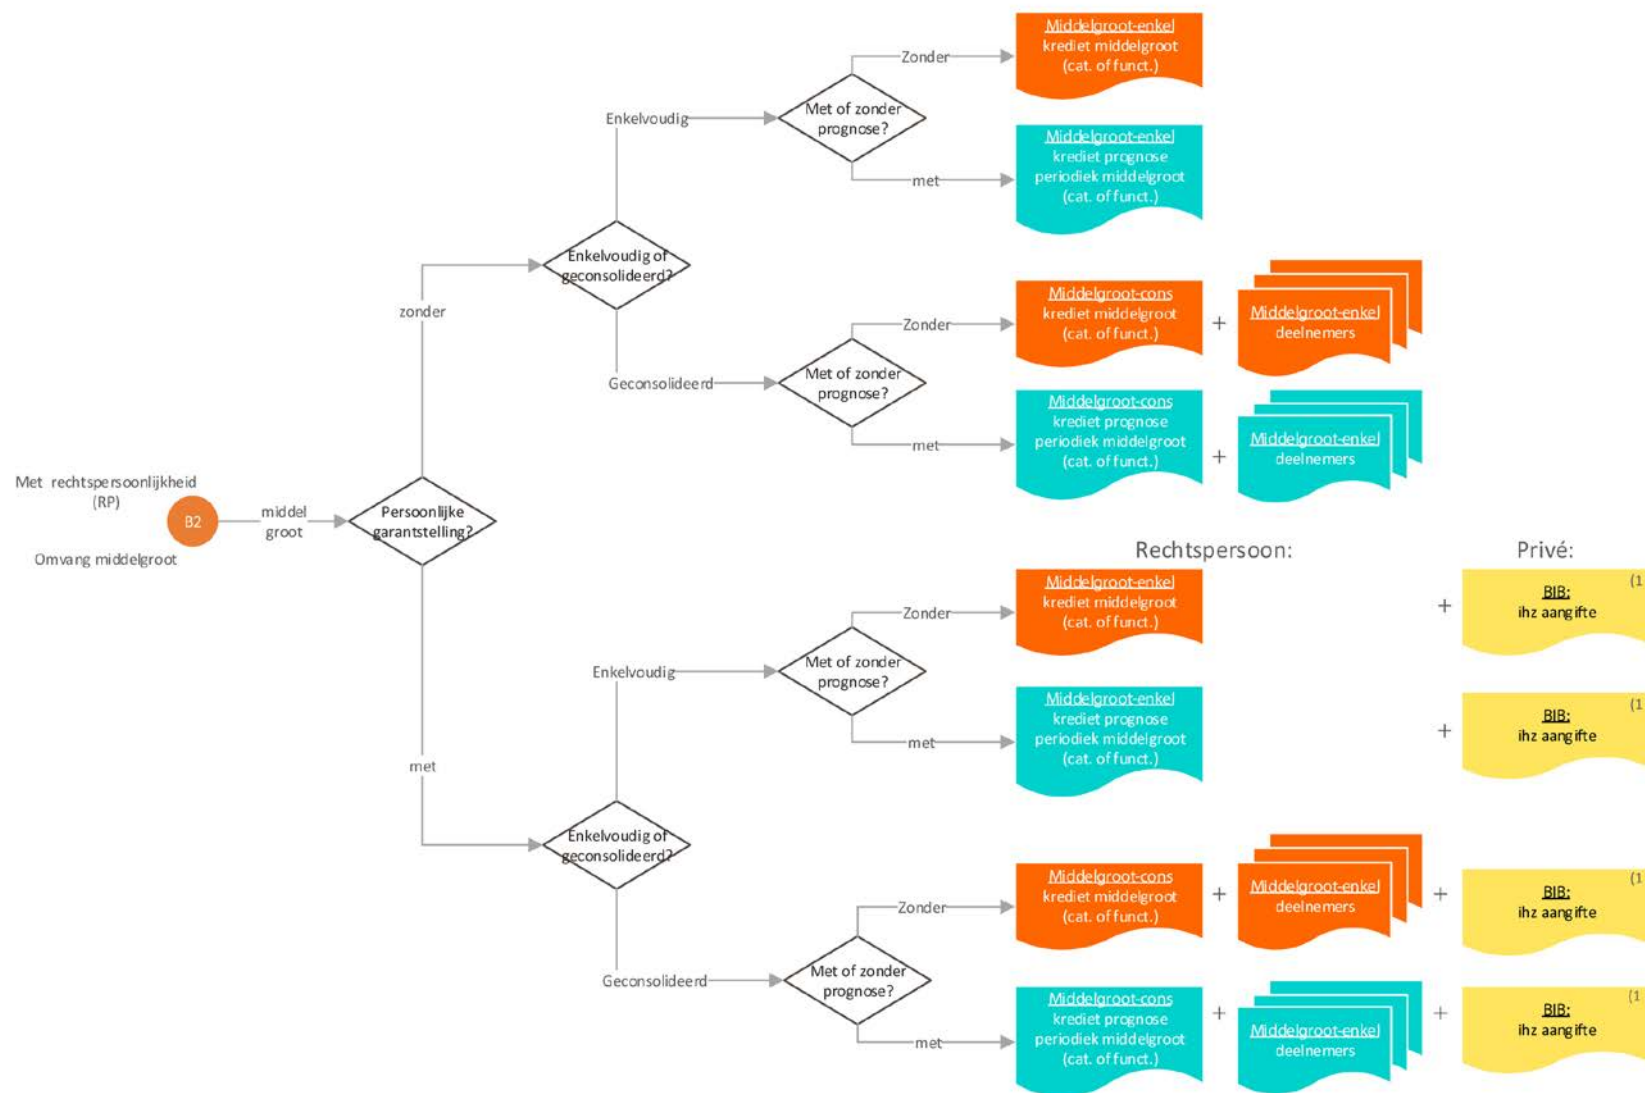 Middelgroot-enkel
krediet middelgroot
(cat. of funct.)
Zonder
Met of zonder
prognose?
Enkelvoudig
Middelgroot-enkel
krediet prognose
periodiek middelgroot
(cat. of funct.)
met
Enkelvoudig of
geconsolideerd?
zonder
Middelgroot-cons
krediet middelgroot
(cat. of funct.)
+
Middelgroot-enkel
deelnemers
Zonder
Met of zonder
prognose?
Geconsolideerd
Middelgroot-cons
krediet prognose
periodiek middelgroot
(cat. of funct.)
+
Middelgroot-enkel
deelnemers
met
Met rechtspersoonlijkheid
(RP)
B2
middel
groot
Persoonlijke
garantstelling?
Omvang middelgroot
Rechtspersoon:
Privé:
Middelgroot-enkel
krediet middelgroot
(cat. of funct.)
+
(1
BIB:
ihz aangifte
Zonder
Met of zonder
prognose?
Enkelvoudig
Middelgroot-enkel
krediet prognose
periodiek middelgroot
(cat. of funct.)
+
(1
BIB:
ihz aangifte
met
met
Enkelvoudig of
geconsolideerd?
Middelgroot-cons
krediet middelgroot
(cat. of funct.)
+
Middelgroot-enkel
deelnemers
+
(1
BIB:
ihz aangifte
Zonder
Met of zonder
prognose?
Geconsolideerd
Middelgroot-cons
krediet prognose
periodiek middelgroot
(cat. of funct.)
+
Middelgroot-enkel
deelnemers
+
(1
BIB:
ihz aangifte
met